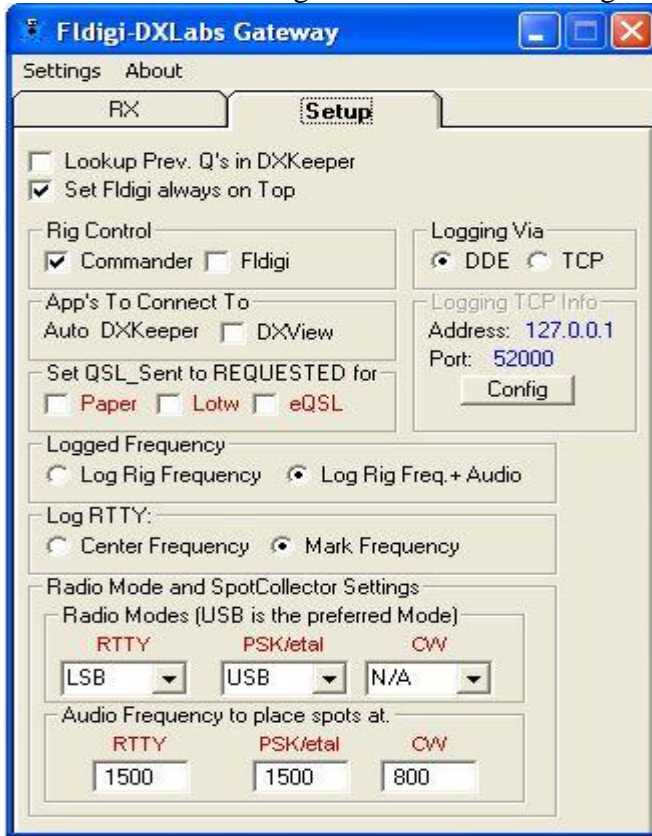 Fldigi-DXLabs Gateway
Settings About
RX Setup
Lookup Prev. Q's in DXKeeper
Set Fldigi always on Top
Rig Control
Commander Fldigi
Logging Via
DDE TCP
App's To Connect To
Auto DXKeeper DXView
Logging TCP Info
Address: 127.0.0.1
Port: 52000
Config
Set QSL_Sent to REQUESTED for
Paper Lotw eQSL
Logged Frequency
Log Rig Frequency Log Rig Freq.+ Audio
Log RTTY:
Center Frequency Mark Frequency
Radio Mode and SpotCollector Settings
Radio Modes (USB is the preferred Mode)
RTTY PSK/etal CW
LSB USB N/A
Audio Frequency to place spots at.
RTTY PSK/etal CW
1500 1500 800